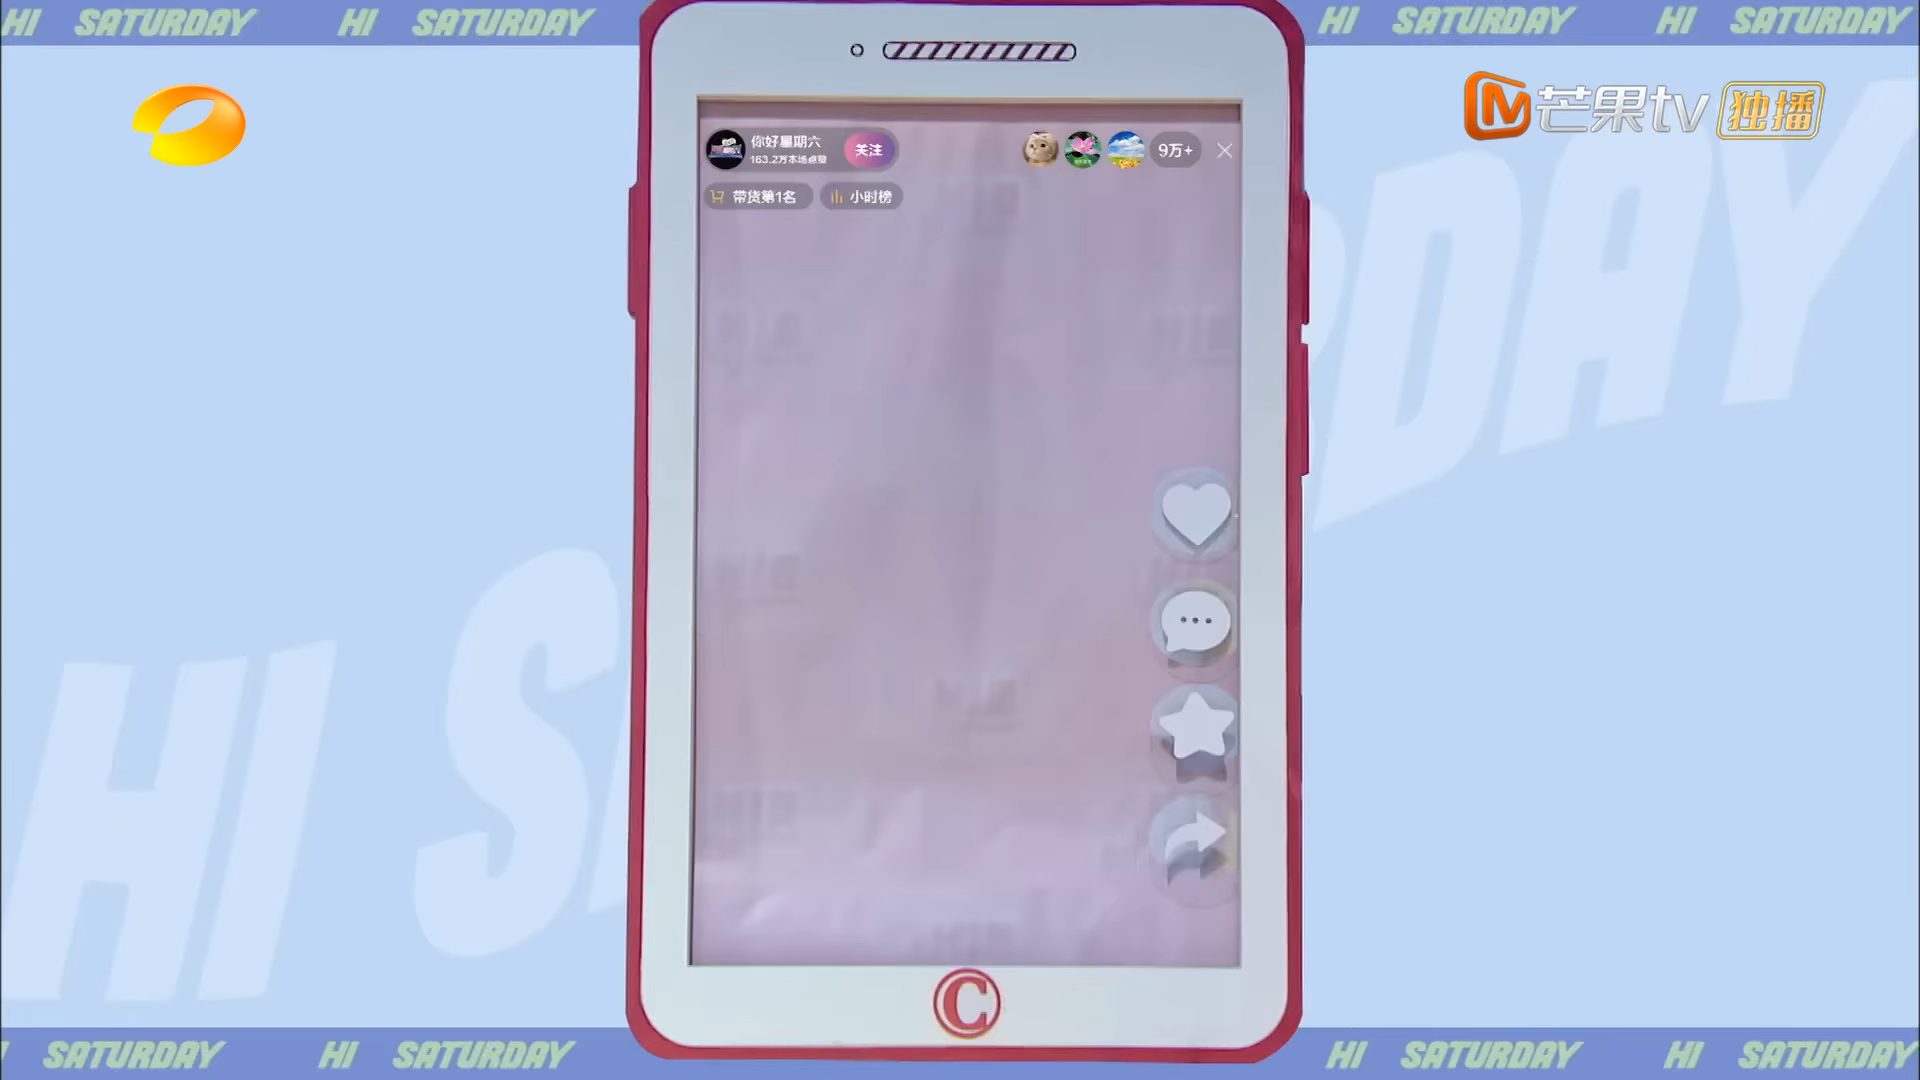 HI SATURDAY HI SATURDAY HI SATURDAY HI SATURDAY
芒果tv 独播
你好星期六
163.2万本场点赞
关注
9万+
带货第1名
小时榜
HI SATURDAY
C
SATURDAY HI SATURDAY HI SATURDAY HI SATURDAY